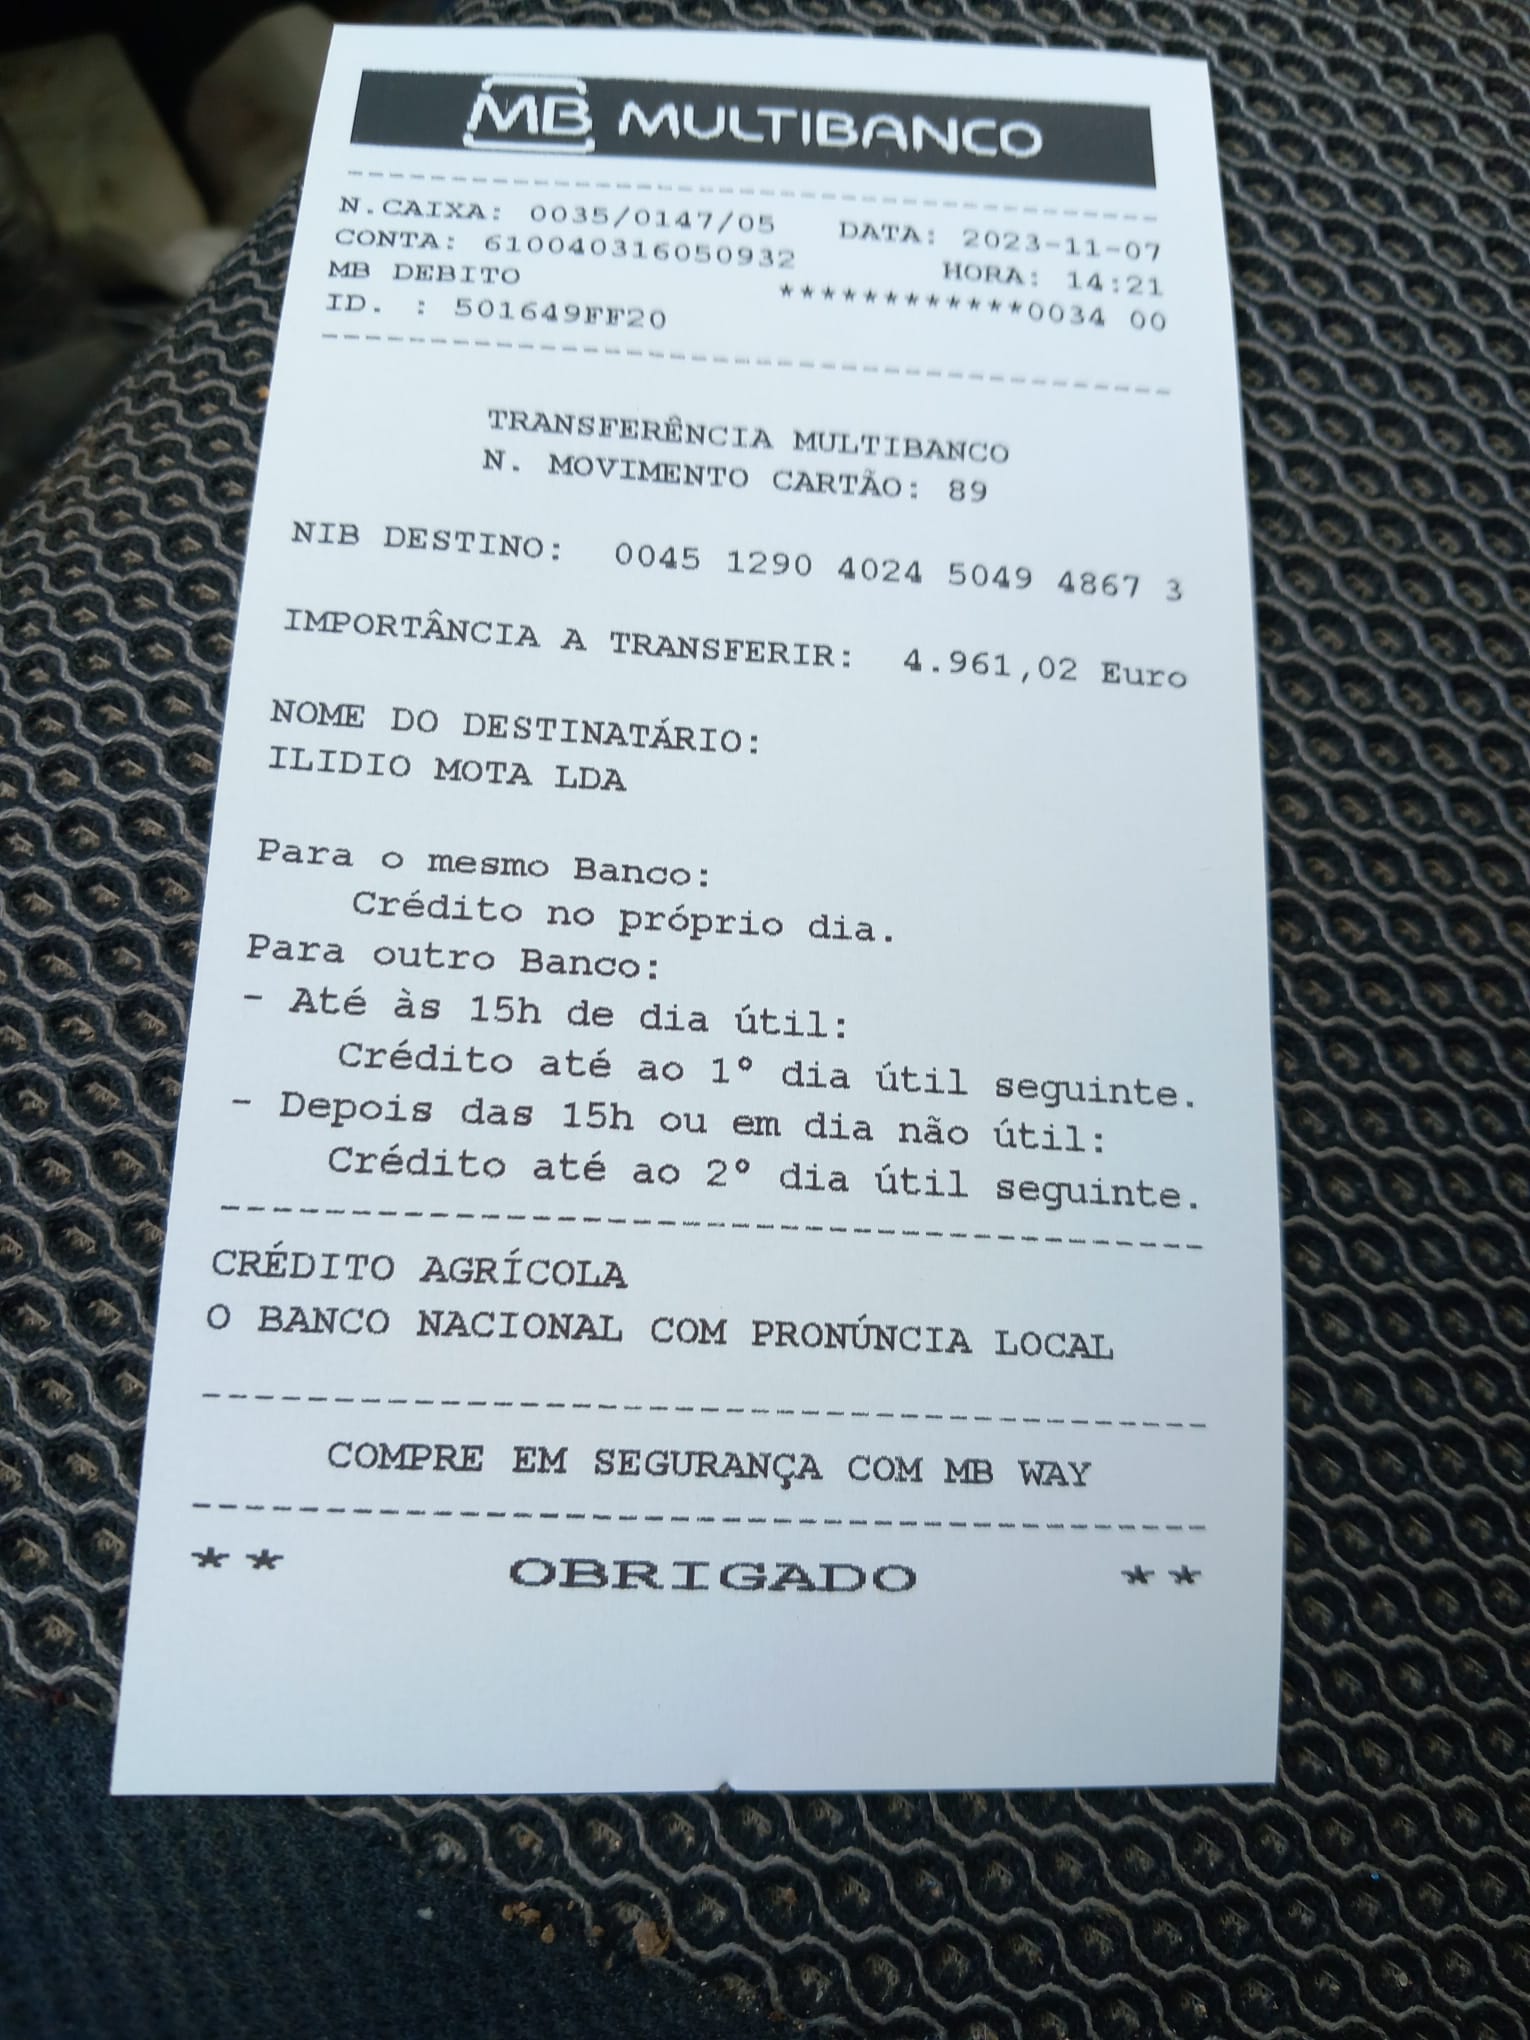 MB MULTIBANCO
N.CAIXA: 0035/0147/05 DATA: 2023-11-07
CONTA: 610040316050932 HORA: 14:21
MB DEBITO ************0034 00
ID. : 501649FF20
TRANSFERÊNCIA MULTIBANCO
N. MOVIMENTO CARTÃO: 89
NIB DESTINO: 0045 1290 4024 5049 4867 3
IMPORTÂNCIA A TRANSFERIR: 4.961,02 Euro
NOME DO DESTINATÁRIO:
ILIDIO MOTA LDA
Para o mesmo Banco:
Crédito no próprio dia.
Para outro Banco:
- Até às 15h de dia útil:
Crédito até ao 1º dia útil seguinte.
- Depois das 15h ou em dia não útil:
Crédito até ao 2º dia útil seguinte.
CRÉDITO AGRÍCOLA
O BANCO NACIONAL COM PRONÚNCIA LOCAL
COMPRE EM SEGURANÇA COM MB WAY
** OBRIGADO **